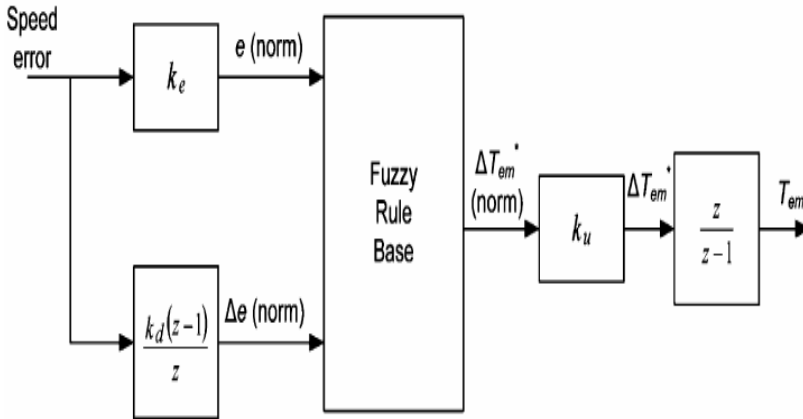 Speed
error
k_e
e (norm)
k_d(z−1)
z
Δe (norm)
Fuzzy
Rule
Base
ΔT_em*
(norm)
k_u
ΔT_em*
z
z−1
T_em